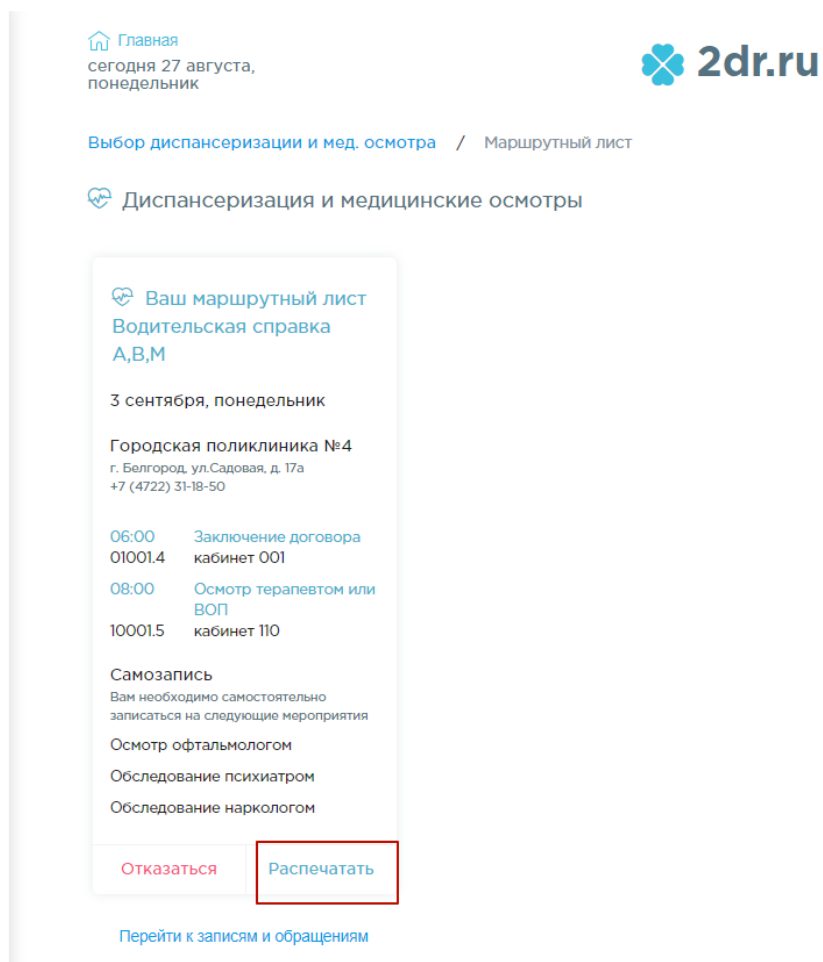 Главная
сегодня 27 августа,
понедельник
2dr.ru
Выбор диспансеризации и мед. осмотра / Маршрутный лист
Диспансеризация и медицинские осмотры
Ваш маршрутный лист
Водительская справка
А,В,М
3 сентября, понедельник
Городская поликлиника №4
г. Белгород, ул.Садовая, д. 17а
+7 (4722) 31-18-50
06:00 Заключение договора
01001.4 кабинет 001
08:00 Осмотр терапевтом или
ВОП
10001.5 кабинет 110
Самозапись
Вам необходимо самостоятельно
записаться на следующие мероприятия
Осмотр офтальмологом
Обследование психиатром
Обследование наркологом
Отказаться Распечатать
Перейти к записям и обращениям